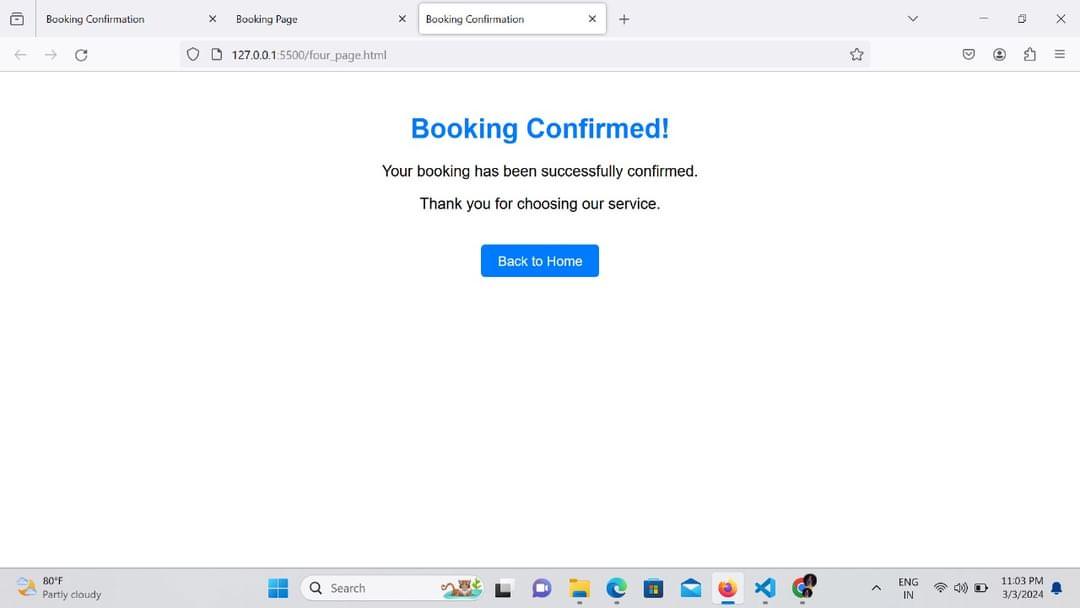 Booking Confirmation
Booking Page
Booking Confirmation
127.0.0.1:5500/four_page.html
Booking Confirmed!
Your booking has been successfully confirmed.
Thank you for choosing our service.
Back to Home
80°F
Partly cloudy
Search
ENG
IN
11:03 PM
3/3/2024